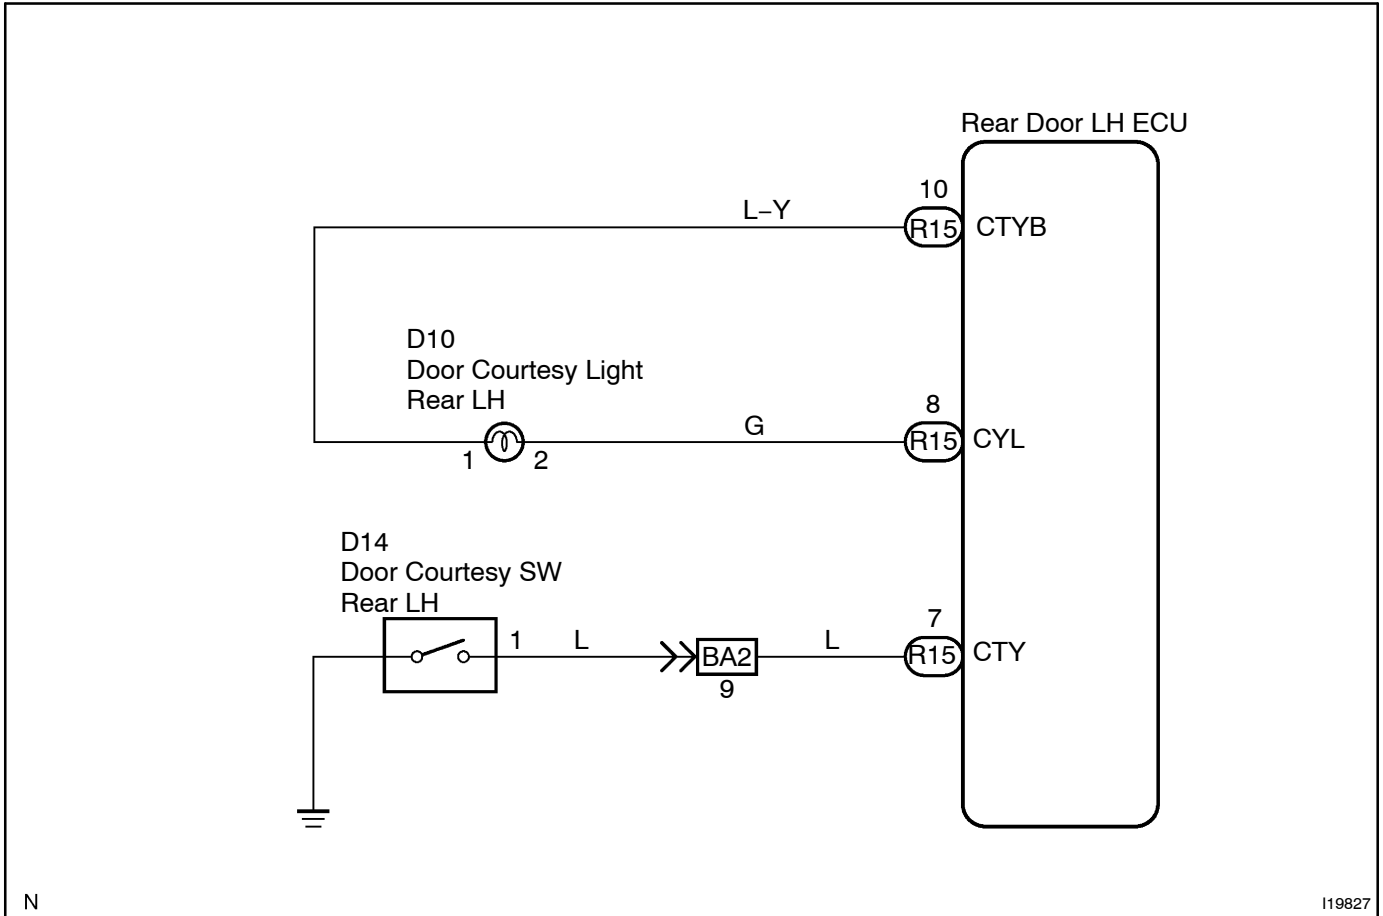 Rear Door LH ECU
10
L−Y
R15
CTYB
D10
Door Courtesy Light
Rear LH
8
G
R15
CYL
1
2
D14
Door Courtesy SW
Rear LH
7
1
L
BA2
L
R15
CTY
9
N
I19827